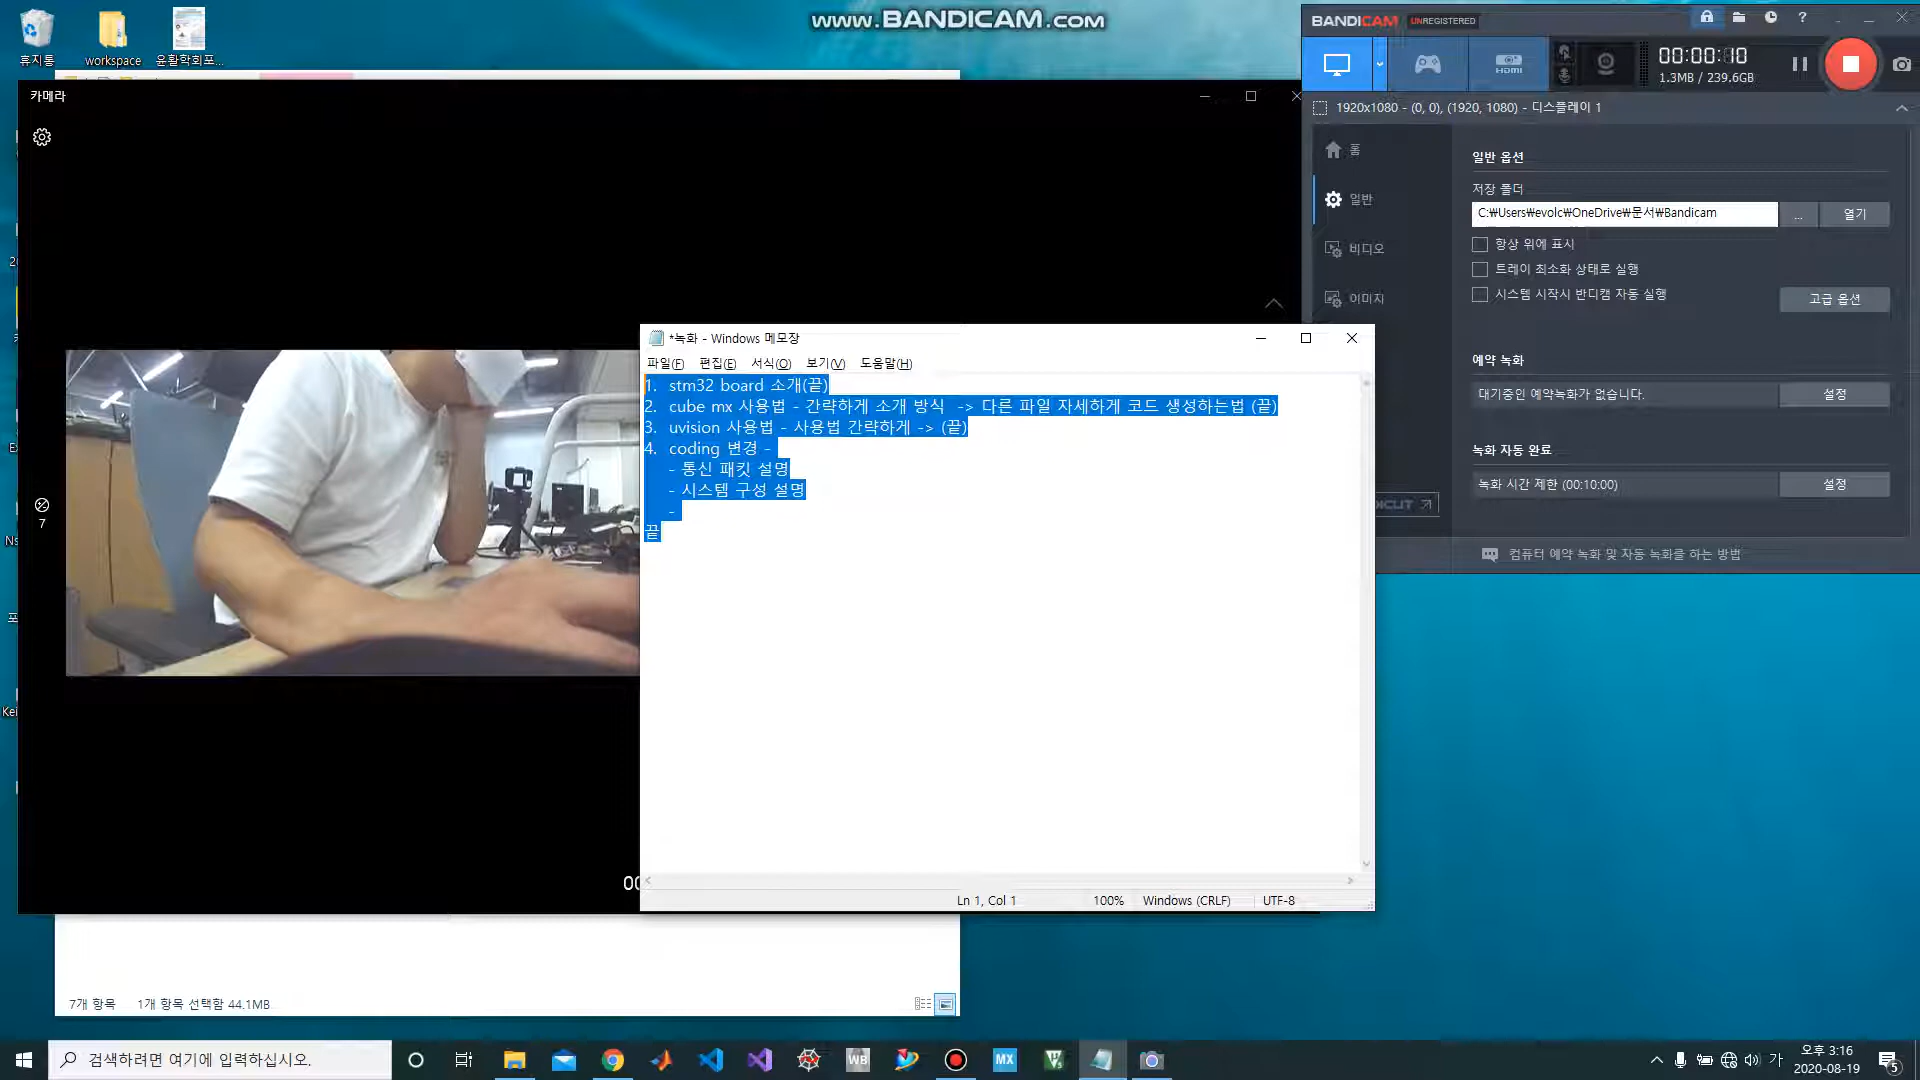 www.BANDICAM.com
휴지통
workspace
윤활학회포...
카메라
7
BANDICAM UNREGISTERED
HDMI
00:00:10
1.3MB / 239.6GB
1920x1080 - (0, 0), (1920, 1080) - 디스플레이 1
홈
일반
비디오
이미지
일반 옵션
저장 폴더
C:₩Users₩evolc₩OneDrive₩문서₩Bandicam
...
열기
항상 위에 표시
트레이 최소화 상태로 실행
시스템 시작시 반디캠 자동 실행
고급 옵션
예약 녹화
대기중인 예약녹화가 없습니다.
설정
녹화 자동 완료
녹화 시간 제한 (00:10:00)
설정
컴퓨터 예약 녹화 및 자동 녹화를 하는 방법
*녹화 - Windows 메모장
파일(F) 편집(E) 서식(O) 보기(V) 도움말(H)
1. stm32 board 소개(끝)
2. cube mx 사용법 - 간략하게 소개 방식 -> 다른 파일 자세하게 코드 생성하는법 (끝)
3. uvision 사용법 - 사용법 간략하게 -> (끝)
4. coding 변경 -
- 통신 패킷 설명
- 시스템 구성 설명
-
끝
Ln 1, Col 1
100%
Windows (CRLF)
UTF-8
7개 항목
1개 항목 선택함 44.1MB
검색하려면 여기에 입력하십시오.
WB
MX
가
오후 3:16
2020-08-19
5